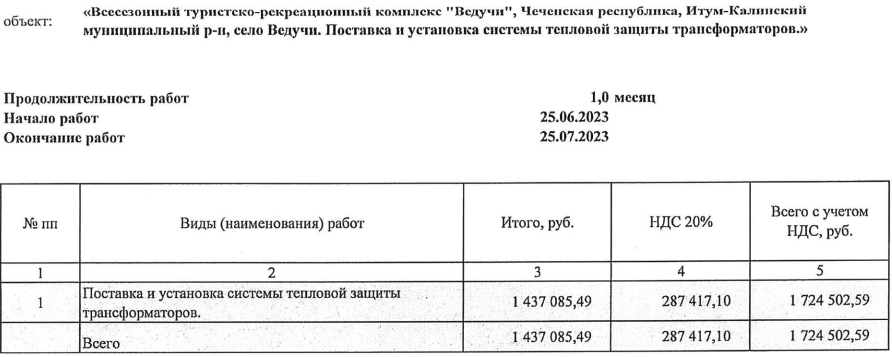 объект:
«Всесезонный туристско-рекреационный комплекс "Ведучи", Чеченская республика, Итум-Калинский
муниципальный р-н, село Ведучи. Поставка и установка системы тепловой защиты трансформаторов.»
Продолжительность работ 1,0 месяц
Начало работ 25.06.2023
Окончание работ 25.07.2023
№ пп Виды (наименования) работ Итого, руб. НДС 20% Всего с учетом
НДС, руб.
1 2 3 4 5
1 Поставка и установка системы тепловой защиты
трансформаторов. 1 437 085,49 287 417,10 1 724 502,59
Всего 1 437 085,49 287 417,10 1 724 502,59